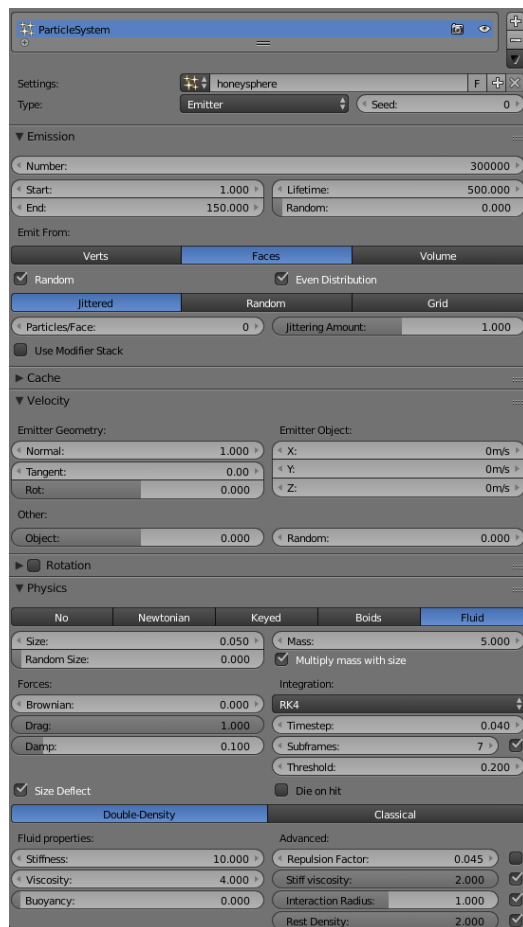 ParticleSystem
Settings: honeysphere F
Type: Emitter Seed: 0
Emission
Number: 300000
Start: 1.000 Lifetime: 500.000
End: 150.000 Random: 0.000
Emit From:
Verts Faces Volume
Random Even Distribution
Jittered Random Grid
Particles/Face: 0 Jittering Amount: 1.000
Use Modifier Stack
Cache
Velocity
Emitter Geometry: Emitter Object:
Normal: 1.000 X: 0m/s
Tangent: 0.00 Y: 0m/s
Rot: 0.000 Z: 0m/s
Other:
Object: 0.000 Random: 0.000
Rotation
Physics
No Newtonian Keyed Boids Fluid
Size: 0.050 Mass: 5.000
Random Size: 0.000 Multiply mass with size
Forces: Integration:
Brownian: 0.000 RK4
Drag: 1.000 Timestep: 0.040
Damp: 0.100 Subframes: 7
Threshold: 0.200
Size Deflect Die on hit
Double-Density Classical
Fluid properties: Advanced:
Stiffness: 10.000 Repulsion Factor: 0.045
Viscosity: 4.000 Stiff viscosity: 2.000
Buoyancy: 0.000 Interaction Radius: 1.000
Rest Density: 2.000